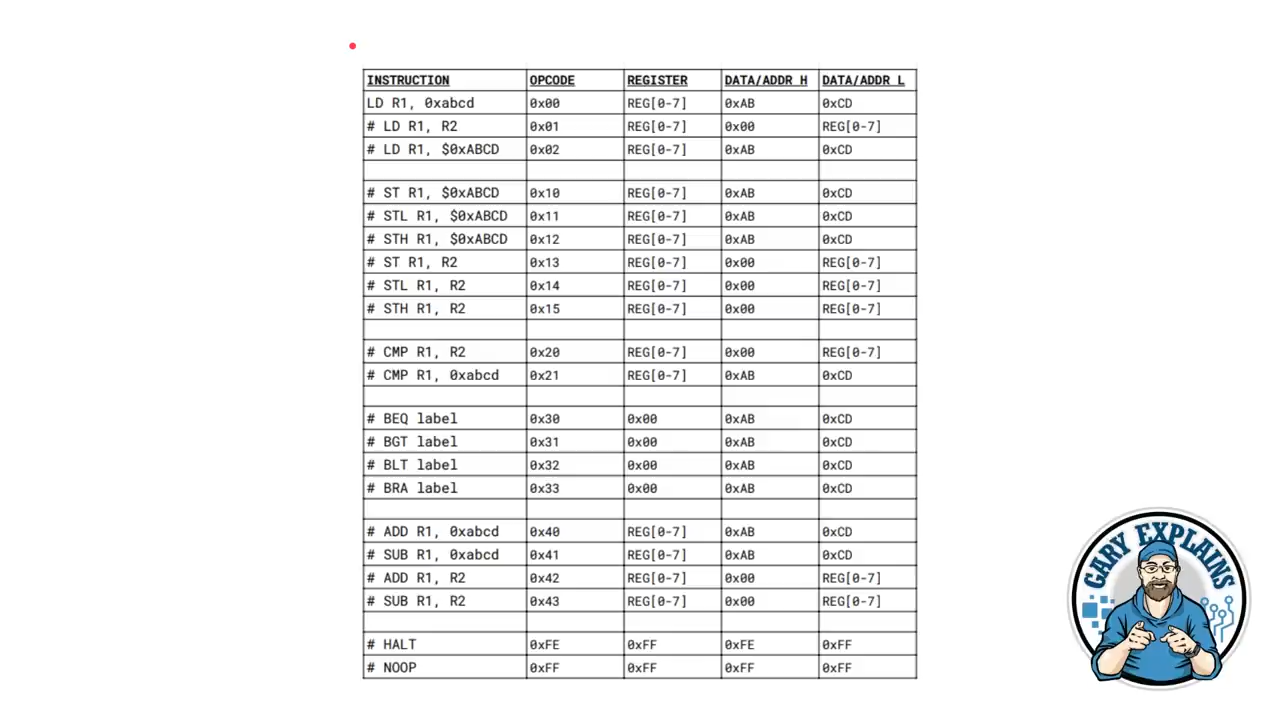 INSTRUCTION OPCODE REGISTER DATA/ADDR H DATA/ADDR L
LD R1, 0xabcd 0x00 REG[0-7] 0xAB 0xCD
# LD R1, R2 0x01 REG[0-7] 0x00 REG[0-7]
# LD R1, $0xABCD 0x02 REG[0-7] 0xAB 0xCD
# ST R1, $0xABCD 0x10 REG[0-7] 0xAB 0xCD
# STL R1, $0xABCD 0x11 REG[0-7] 0xAB 0xCD
# STH R1, $0xABCD 0x12 REG[0-7] 0xAB 0xCD
# ST R1, R2 0x13 REG[0-7] 0x00 REG[0-7]
# STL R1, R2 0x14 REG[0-7] 0x00 REG[0-7]
# STH R1, R2 0x15 REG[0-7] 0x00 REG[0-7]
# CMP R1, R2 0x20 REG[0-7] 0x00 REG[0-7]
# CMP R1, 0xabcd 0x21 REG[0-7] 0xAB 0xCD
# BEQ label 0x30 0x00 0xAB 0xCD
# BGT label 0x31 0x00 0xAB 0xCD
# BLT label 0x32 0x00 0xAB 0xCD
# BRA label 0x33 0x00 0xAB 0xCD
# ADD R1, 0xabcd 0x40 REG[0-7] 0xAB 0xCD
# SUB R1, 0xabcd 0x41 REG[0-7] 0xAB 0xCD
# ADD R1, R2 0x42 REG[0-7] 0x00 REG[0-7]
# SUB R1, R2 0x43 REG[0-7] 0x00 REG[0-7]
# HALT 0xFE 0xFF 0xFE 0xFF
# NOOP 0xFF 0xFF 0xFF 0xFF
GARY EXPLAINS